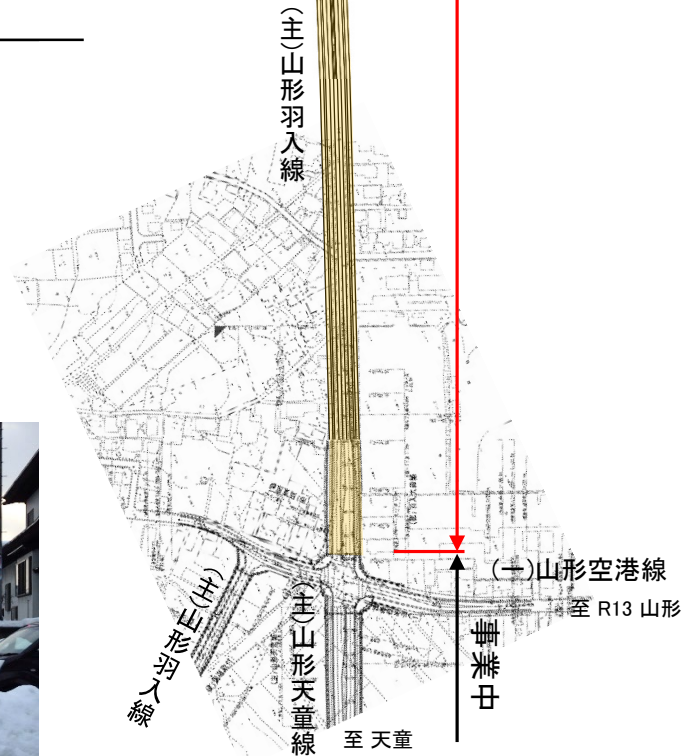 (主)山形羽入線
(一)山形空港線
至 R13 山形
(主)山形羽入線
(主)山形天童線
事業中
至 天童